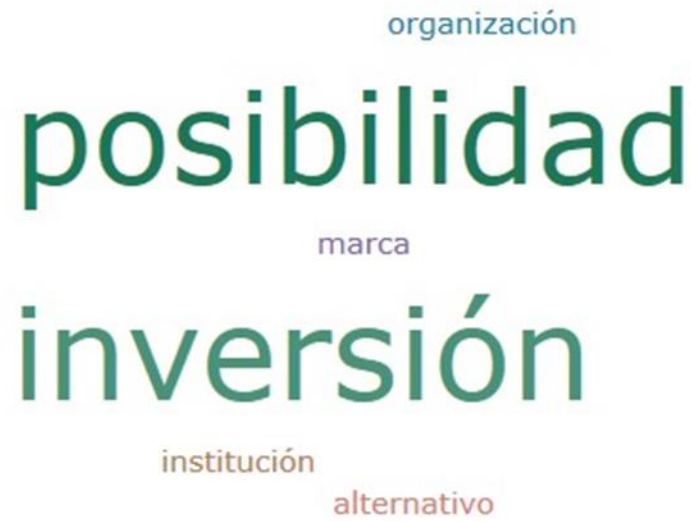 organización
posibilidad
marca
inversión
institución
alternativo